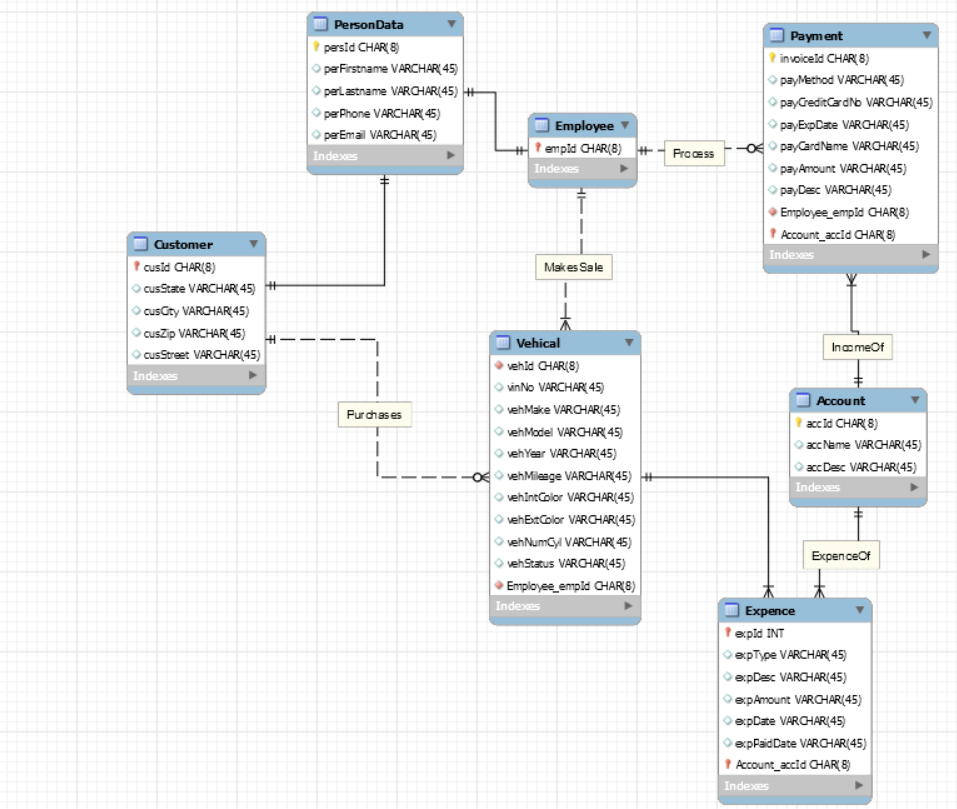 PersonData
persId CHAR(8)
perFirstname VARCHAR(45)
perLastname VARCHAR(45)
perPhone VARCHAR(45)
perEmail VARCHAR(45)
Indexes
Employee
empId CHAR(8)
Indexes
Process
Payment
invoiceId CHAR(8)
payMethod VARCHAR(45)
payCreditCardNo VARCHAR(45)
payExpDate VARCHAR(45)
payCardName VARCHAR(45)
payAmount VARCHAR(45)
payDesc VARCHAR(45)
Employee_empId CHAR(8)
Account_accId CHAR(8)
Indexes
Customer
cusId CHAR(8)
cusState VARCHAR(45)
cusCity VARCHAR(45)
cusZip VARCHAR(45)
cusStreet VARCHAR(45)
Indexes
MakesSale
Purchases
Vehical
vehId CHAR(8)
vinNo VARCHAR(45)
vehMake VARCHAR(45)
vehModel VARCHAR(45)
vehYear VARCHAR(45)
vehMileage VARCHAR(45)
vehIntColor VARCHAR(45)
vehExtColor VARCHAR(45)
vehNumCyl VARCHAR(45)
vehStatus VARCHAR(45)
Employee_empId CHAR(8)
Indexes
IncomeOf
Account
accId CHAR(8)
accName VARCHAR(45)
accDesc VARCHAR(45)
Indexes
ExpenceOf
Expence
expId INT
expType VARCHAR(45)
expDesc VARCHAR(45)
expAmount VARCHAR(45)
expDate VARCHAR(45)
expPaidDate VARCHAR(45)
Account_accId CHAR(8)
Indexes